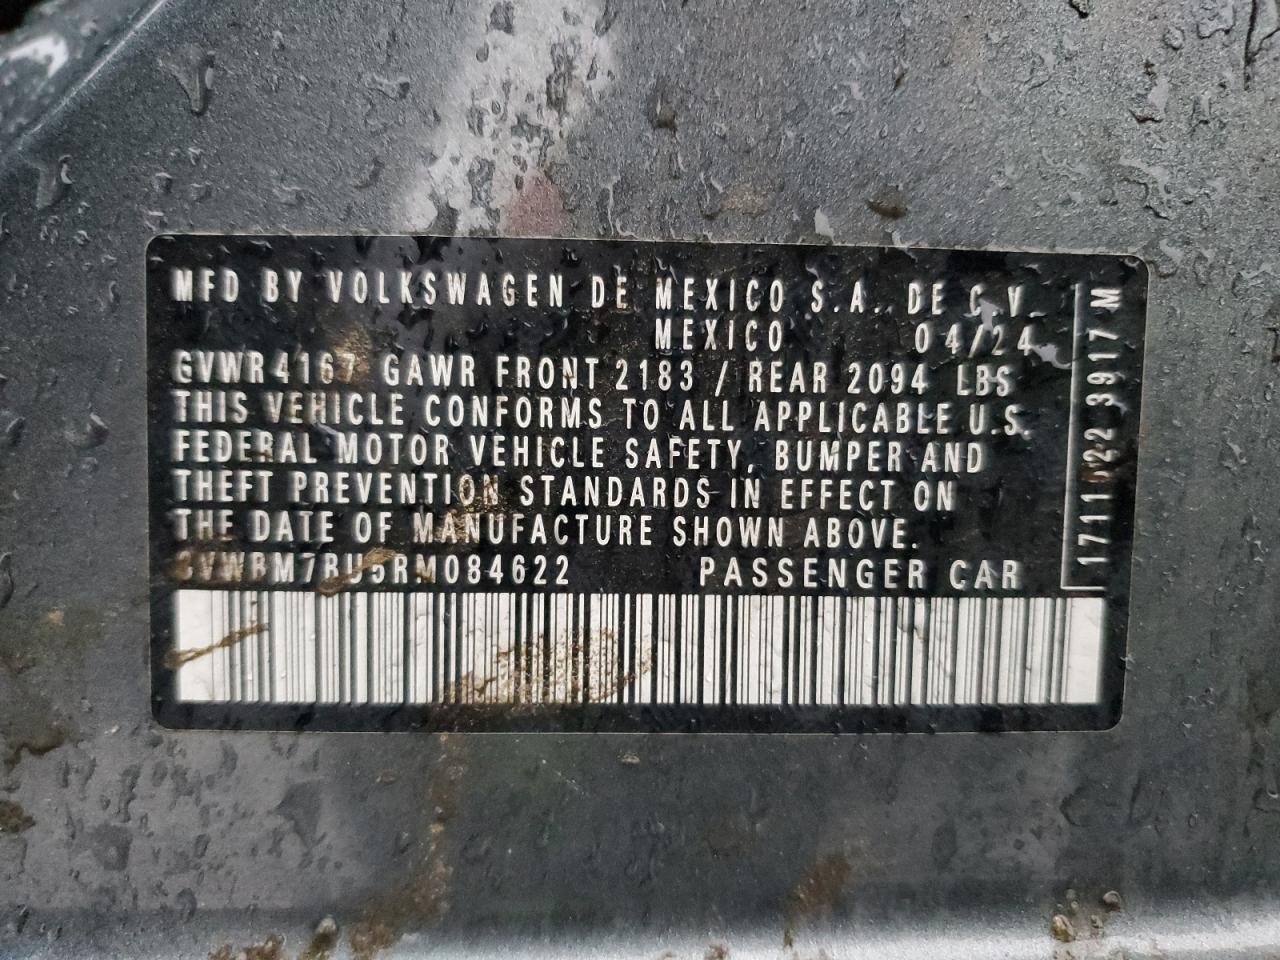 MFD BY VOLKSWAGEN DE MEXICO S.A. DE C.V.
MEXICO 04/24
GVWR 4167 GAWR FRONT 2183 / REAR 2094 LBS
THIS VEHICLE CONFORMS TO ALL APPLICABLE U.S.
FEDERAL MOTOR VEHICLE SAFETY, BUMPER AND
THEFT PREVENTION STANDARDS IN EFFECT ON
THE DATE OF MANUFACTURE SHOWN ABOVE.
3VWBM7BU5RM084622 PASSENGER CAR
1711 022 3917 M